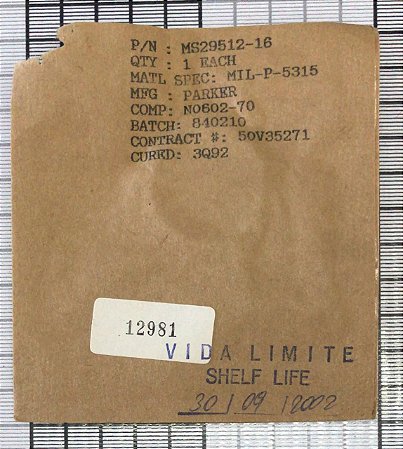 P/N : MS29512-16
QTY : 1 EACH
MATL SPEC: MIL-P-5315
MFG : PARKER
COMP: N0602-70
BATCH: 840210
CONTRACT #: 50V35271
CURED: 3Q92
12981
VIDA LIMITE
SHELF LIFE
30 / 09 / 2002